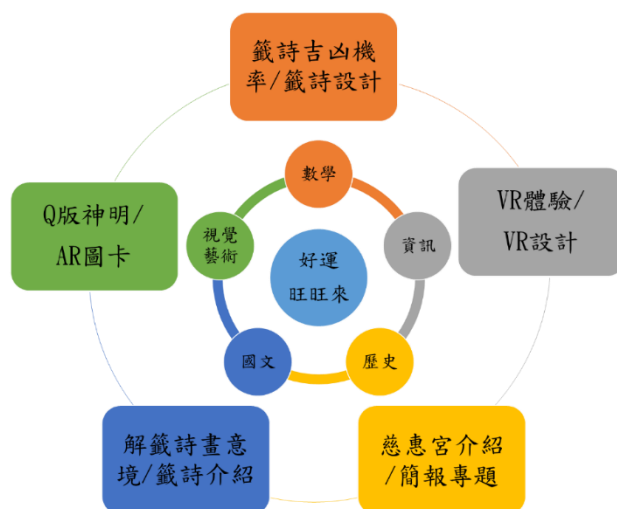 籤詩吉凶機
率/籤詩設計
數學
Q版神明/
AR圖卡
視覺
藝術
好運
旺旺來
資訊
VR體驗/
VR設計
國文
歷史
解籤詩畫意
境/籤詩介紹
慈惠宮介紹
/簡報專題